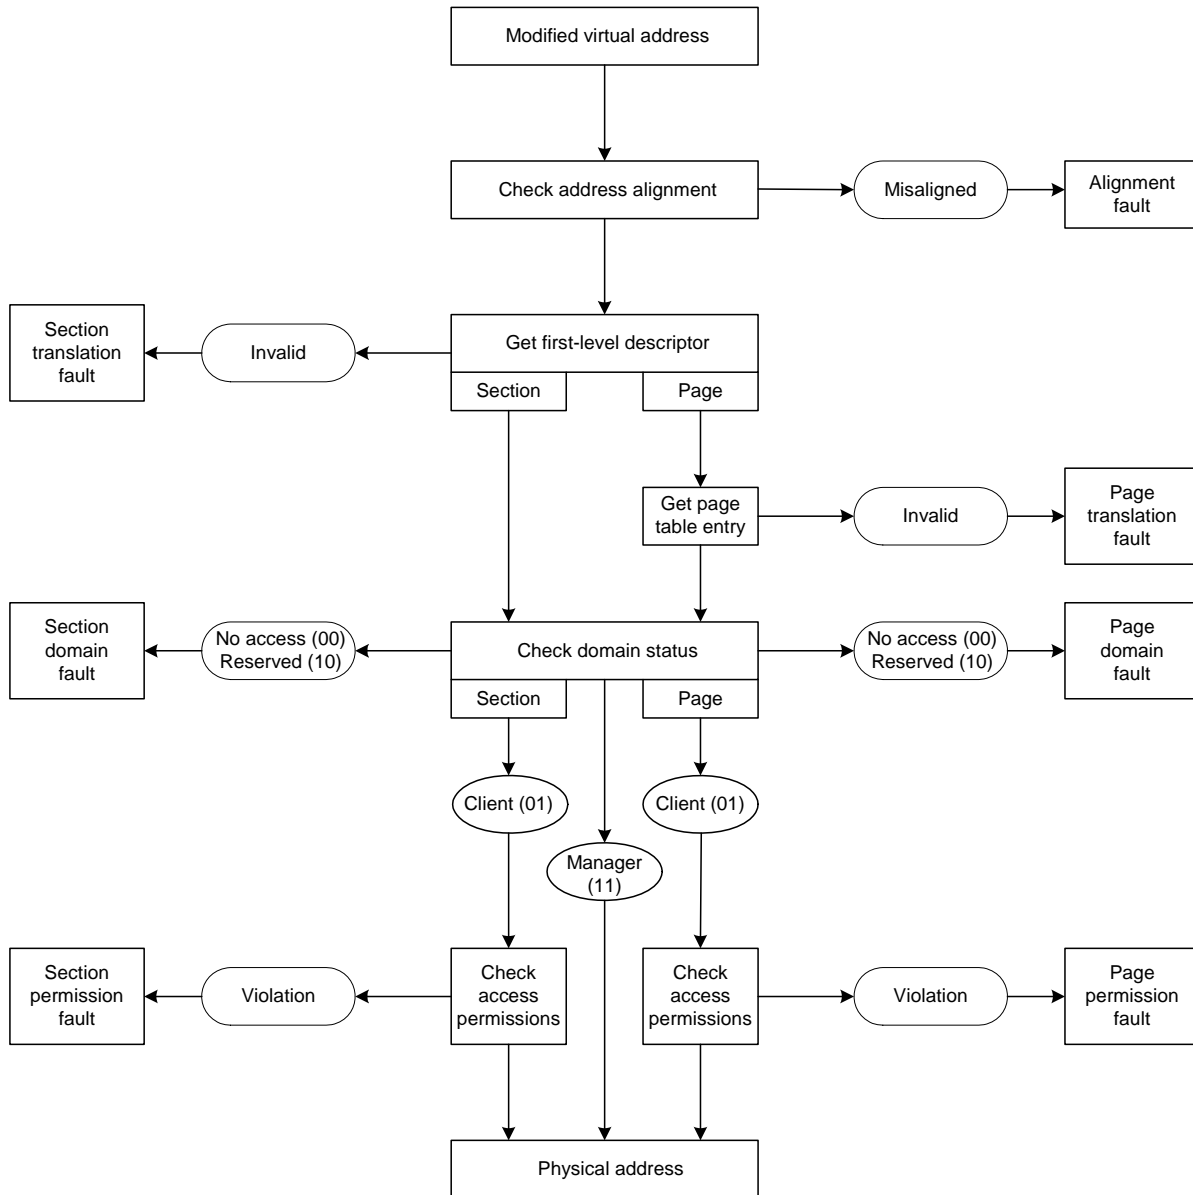 Modified virtual address
Check address alignment
Misaligned
Alignment
fault
Section
translation
fault
Invalid
Get first-level descriptor
Section
Page
Get page
table entry
Invalid
Page
translation
fault
Section
domain
fault
No access (00)
Reserved (10)
Check domain status
No access (00)
Reserved (10)
Page
domain
fault
Section
Page
Client (01)
Client (01)
Manager
(11)
Section
permission
fault
Violation
Check
access
permissions
Check
access
permissions
Violation
Page
permission
fault
Physical address